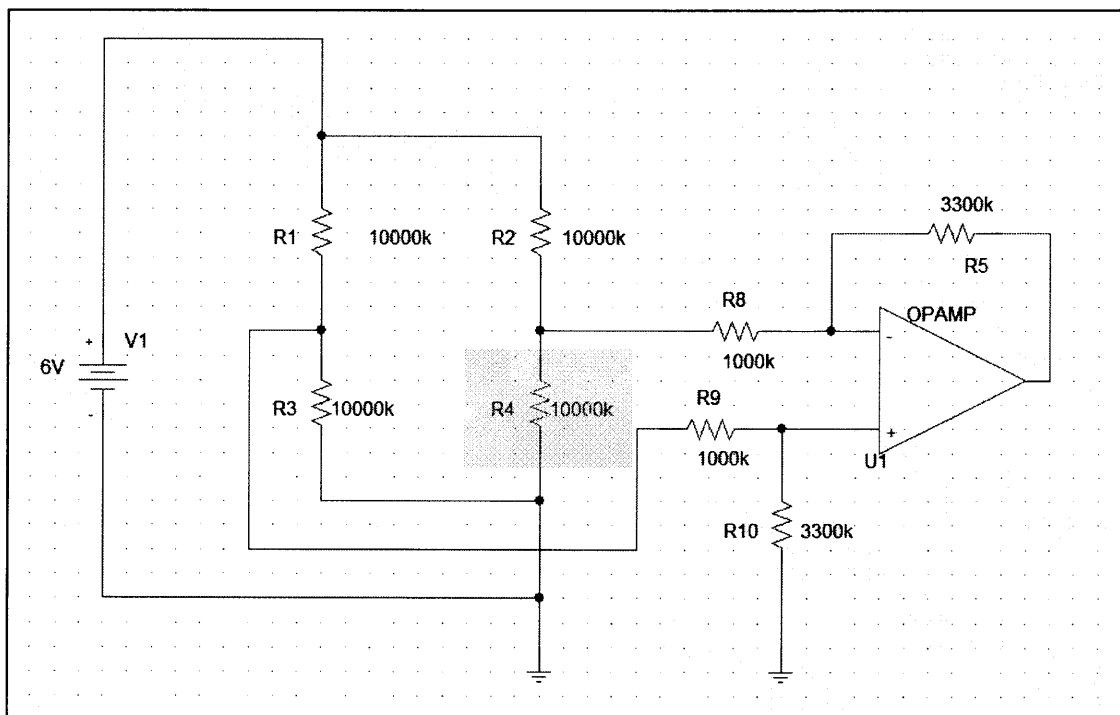 3300k
R1
10000k
R2
10000k
R5
R8
OPAMP
+
V1
-
6V
1000k
R9
R3
10000k
R4
10000k
-
+
1000k
U1
R10
3300k